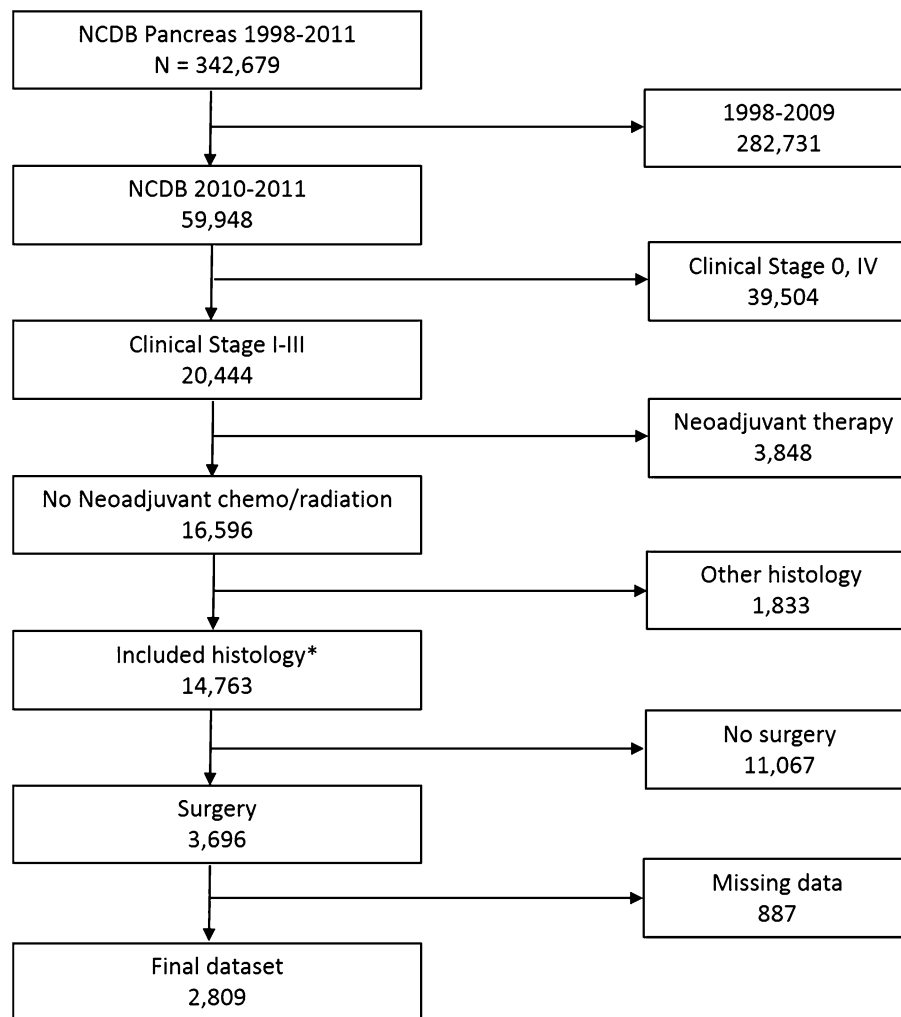 NCDB Pancreas 1998-2011
N = 342,679
1998-2009
282,731
NCDB 2010-2011
59,948
Clinical Stage 0, IV
39,504
Clinical Stage I-III
20,444
Neoadjuvant therapy
3,848
No Neoadjuvant chemo/radiation
16,596
Other histology
1,833
Included histology*
14,763
No surgery
11,067
Surgery
3,696
Missing data
887
Final dataset
2,809